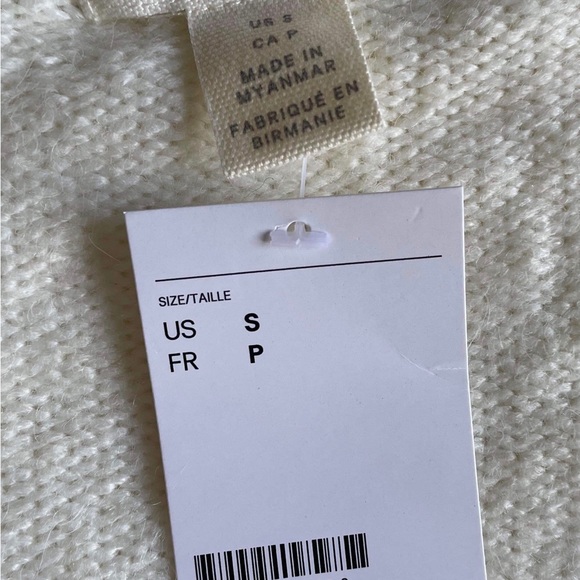 US S
CA P
MADE IN
MYANMAR
FABRIQUÉ EN
BIRMANIE
SIZE/TAILLE
US S
FR P